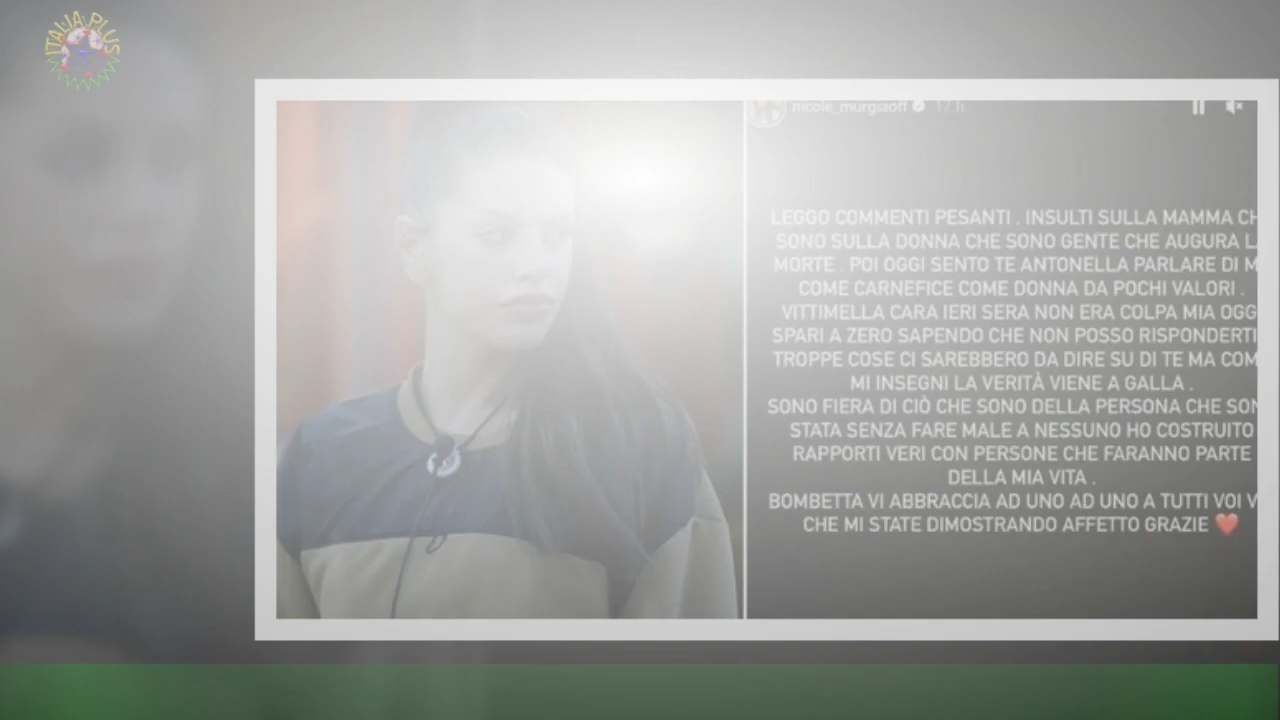 ITALIA PLUS
nicole_murgiaoff 12 h
LEGGO COMMENTI PESANTI . INSULTI SULLA MAMMA CH
SONO SULLA DONNA CHE SONO GENTE CHE AUGURA L
MORTE . POI OGGI SENTO TE ANTONELLA PARLARE DI M
COME CARNEFICE COME DONNA DA POCHI VALORI .
VITTIMELLA CARA IERI SERA NON ERA COLPA MIA OGG
SPARI A ZERO SAPENDO CHE NON POSSO RISPONDERTI
TROPPE COSE CI SAREBBERO DA DIRE SU DI TE MA COM
MI INSEGNI LA VERITÀ VIENE A GALLA .
SONO FIERA DI CIÒ CHE SONO DELLA PERSONA CHE SON
STATA SENZA FARE MALE A NESSUNO HO COSTRUITO
RAPPORTI VERI CON PERSONE CHE FARANNO PARTE
DELLA MIA VITA .
BOMBETTA VI ABBRACCIA AD UNO AD UNO A TUTTI VOI V
CHE MI STATE DIMOSTRANDO AFFETTO GRAZIE ❤️